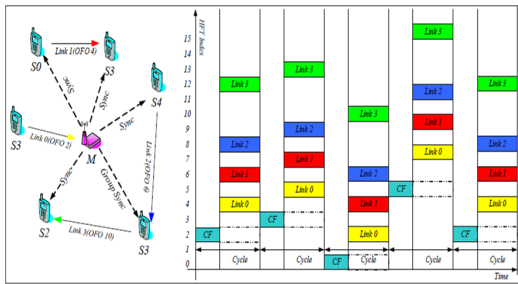 Link 1(OFO 4)
S0
S3
S4
Sync
Sync
Sync
S3
Link 0(OFO 2)
M
Sync
Group Sync
Link 2(OFO 6)
S2
Link 3(OFO 10)
S3
HFT Index
15
14
13
12
11
10
9
8
7
6
5
4
3
2
1
0
Link 3
Link 2
Link 1
Link 0
CF
Link 3
Link 2
Link 1
Link 0
CF
Link 3
Link 2
Link 1
Link 0
CF
Link 3
Link 2
Link 1
Link 0
CF
Link 3
Link 2
Link 1
Link 0
CF
Cycle
Cycle
Cycle
Cycle
Cycle
Time